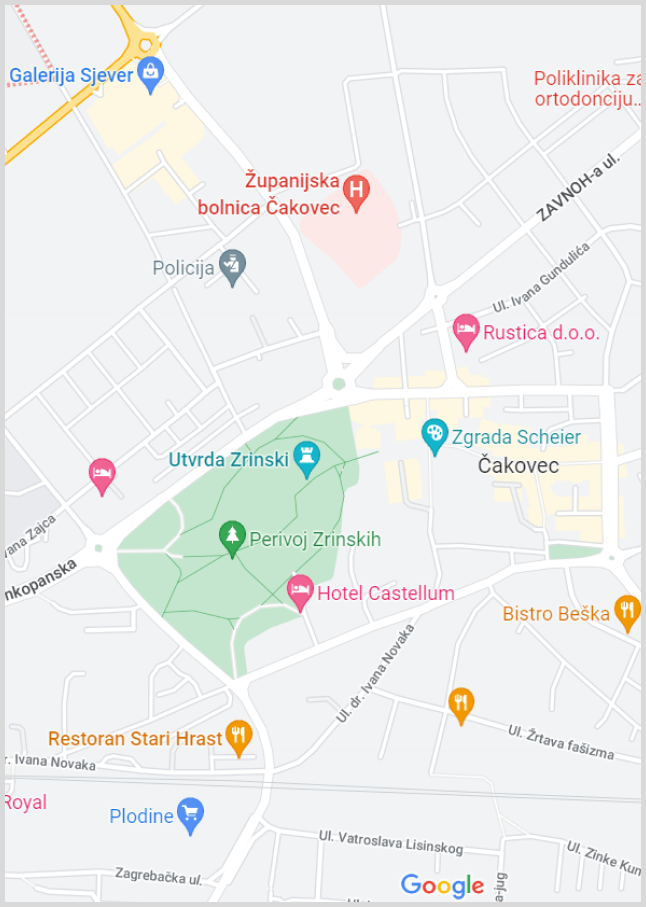 Galerija Sjever
Poliklinika za
ortodonciju...
Županijska
bolnica Čakovec
ZAVNOH-a ul.
Policija
Ul. Ivana Gundulića
Rustica d.o.o.
Zgrada Scheier
Utvrda Zrinski
Čakovec
vana Zajca
Perivoj Zrinskih
nkopanska
Hotel Castellum
Bistro Beška
Ul. dr. Ivana Novaka
Restoran Stari Hrast
Ul. Žrtava fašizma
r. Ivana Novaka
Royal
Plodine
Ul. Vatroslava Lisinskog
Ul. Zinke Kun
Zagrebačka ul.
a-jug
Google